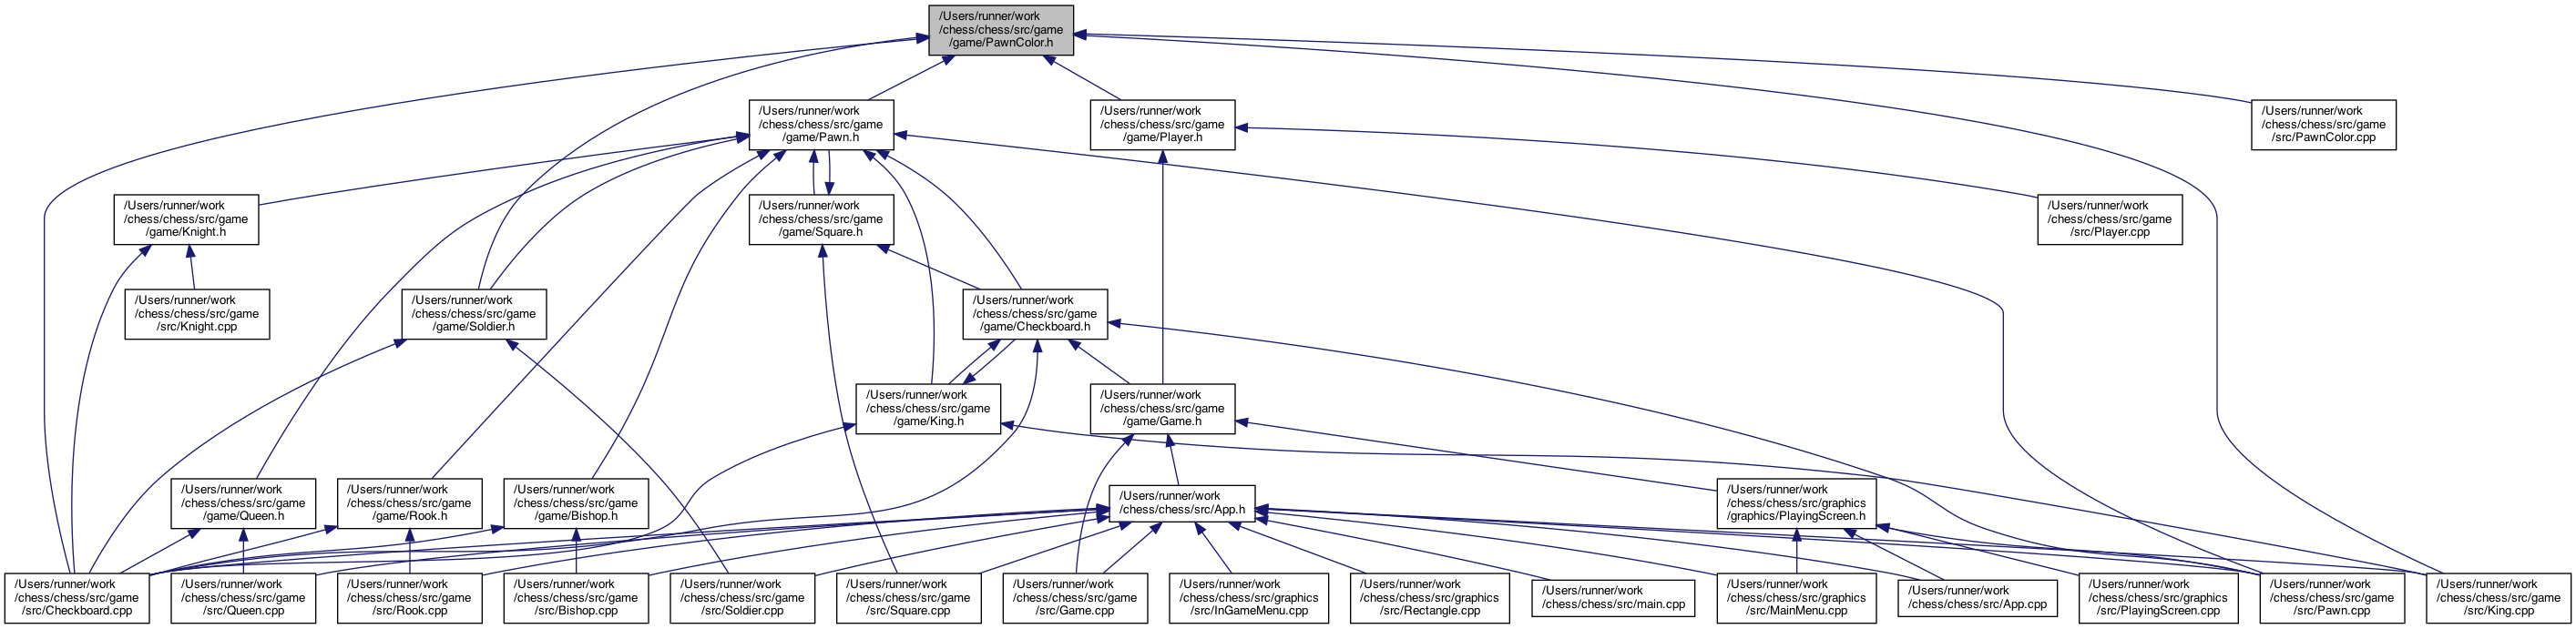 /Users/runner/work
/chess/chess/src/game
/game/PawnColor.h
/Users/runner/work
/chess/chess/src/game
/game/Pawn.h
/Users/runner/work
/chess/chess/src/game
/game/Player.h
/Users/runner/work
/chess/chess/src/game
/src/PawnColor.cpp
/Users/runner/work
/chess/chess/src/game
/game/Knight.h
/Users/runner/work
/chess/chess/src/game
/game/Square.h
/Users/runner/work
/chess/chess/src/game
/src/Player.cpp
/Users/runner/work
/chess/chess/src/game
/src/Knight.cpp
/Users/runner/work
/chess/chess/src/game
/game/Soldier.h
/Users/runner/work
/chess/chess/src/game
/game/Checkboard.h
/Users/runner/work
/chess/chess/src/game
/game/King.h
/Users/runner/work
/chess/chess/src/game
/game/Game.h
/Users/runner/work
/chess/chess/src/game
/game/Queen.h
/Users/runner/work
/chess/chess/src/game
/game/Rook.h
/Users/runner/work
/chess/chess/src/game
/game/Bishop.h
/Users/runner/work
/chess/chess/src/App.h
/Users/runner/work
/chess/chess/src/graphics
/graphics/PlayingScreen.h
/Users/runner/work
/chess/chess/src/game
/src/Checkboard.cpp
/Users/runner/work
/chess/chess/src/game
/src/Queen.cpp
/Users/runner/work
/chess/chess/src/game
/src/Rook.cpp
/Users/runner/work
/chess/chess/src/game
/src/Bishop.cpp
/Users/runner/work
/chess/chess/src/game
/src/Soldier.cpp
/Users/runner/work
/chess/chess/src/game
/src/Square.cpp
/Users/runner/work
/chess/chess/src/game
/src/Game.cpp
/Users/runner/work
/chess/chess/src/graphics
/src/InGameMenu.cpp
/Users/runner/work
/chess/chess/src/graphics
/src/Rectangle.cpp
/Users/runner/work
/chess/chess/src/main.cpp
/Users/runner/work
/chess/chess/src/graphics
/src/MainMenu.cpp
/Users/runner/work
/chess/chess/src/App.cpp
/Users/runner/work
/chess/chess/src/graphics
/src/PlayingScreen.cpp
/Users/runner/work
/chess/chess/src/game
/src/Pawn.cpp
/Users/runner/work
/chess/chess/src/game
/src/King.cpp